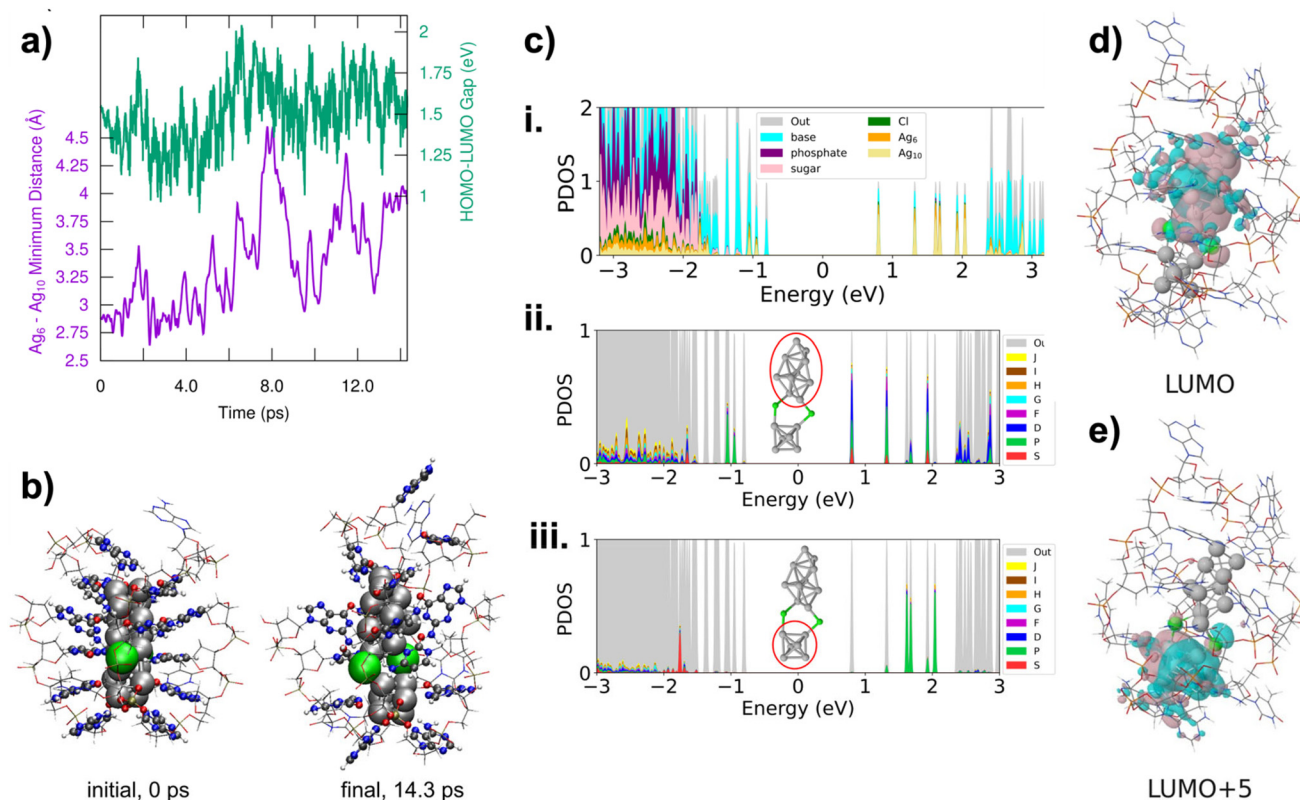 a)
HOMO-LUMO Gap (eV)
2
1.75
1.5
1.25
1
Ag6 - Ag10 Minimum Distance (Å)
4.5
4.25
4
3.75
3.5
3.25
3
2.75
2.5
0
4.0
8.0
12.0
Time (ps)
b)
initial, 0 ps
final, 14.3 ps
c)
i.
PDOS
2
1
0
Out
base
phosphate
sugar
Cl
Ag6
Ag10
−3 −2 −1 0 1 2 3
Energy (eV)
ii.
PDOS
1
0
Ou
J
I
H
G
F
D
P
S
−3 −2 −1 0 1 2 3
Energy (eV)
iii.
PDOS
1
0
Out
J
I
H
G
F
D
P
S
−3 −2 −1 0 1 2 3
Energy (eV)
d)
LUMO
e)
LUMO+5